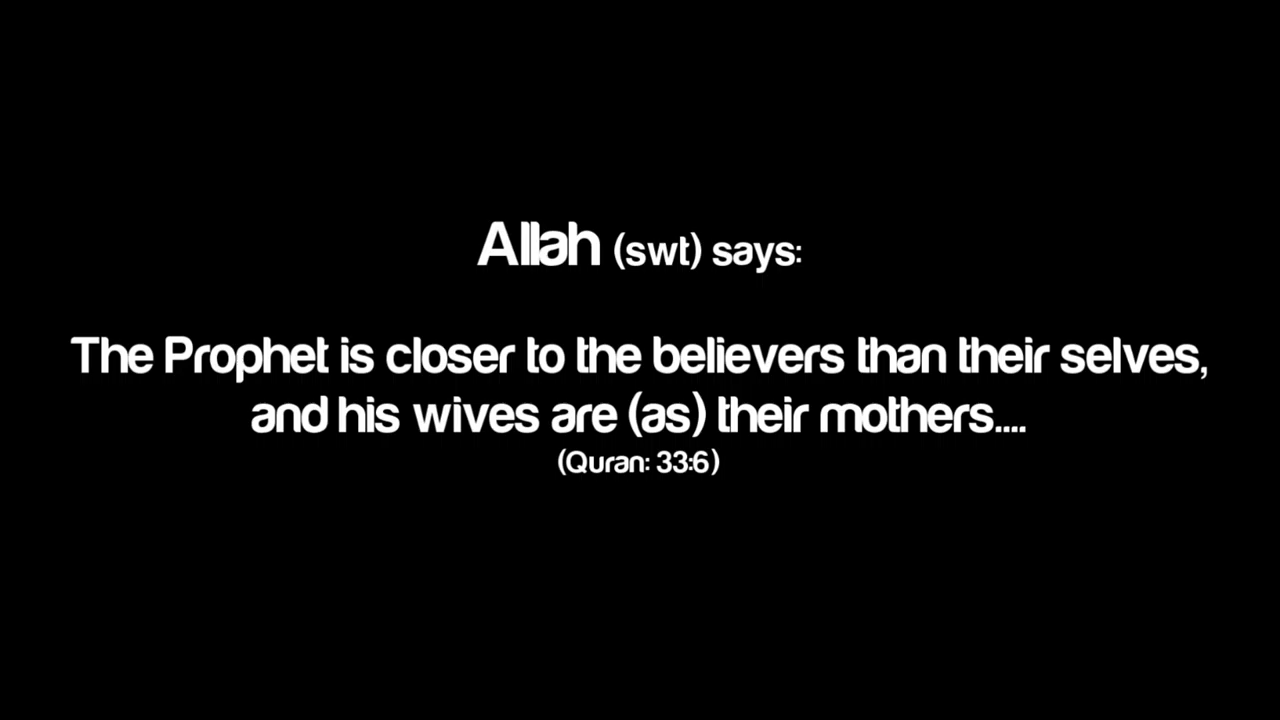 Allah (swt) says:
The Prophet is closer to the believers than their selves,
and his wives are (as) their mothers....
(Quran: 33:6)